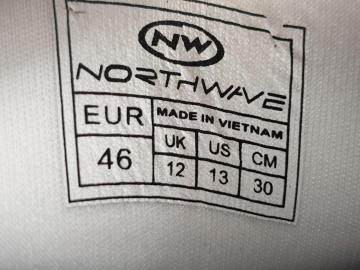 NW
NORTHWAVE
EUR MADE IN VIETNAM
UK US CM
46 12 13 30